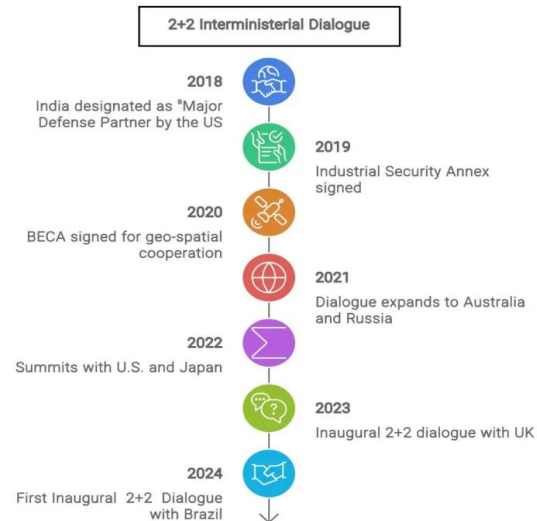 2+2 Interministerial Dialogue
2018
India designated as "Major
Defense Partner by the US
2019
Industrial Security Annex
signed
2020
BECA signed for geo-spatial
cooperation
2021
Dialogue expands to Australia
and Russia
2022
Summits with U.S. and Japan
2023
Inaugural 2+2 dialogue with UK
2024
First Inaugural 2+2 Dialogue
with Brazil